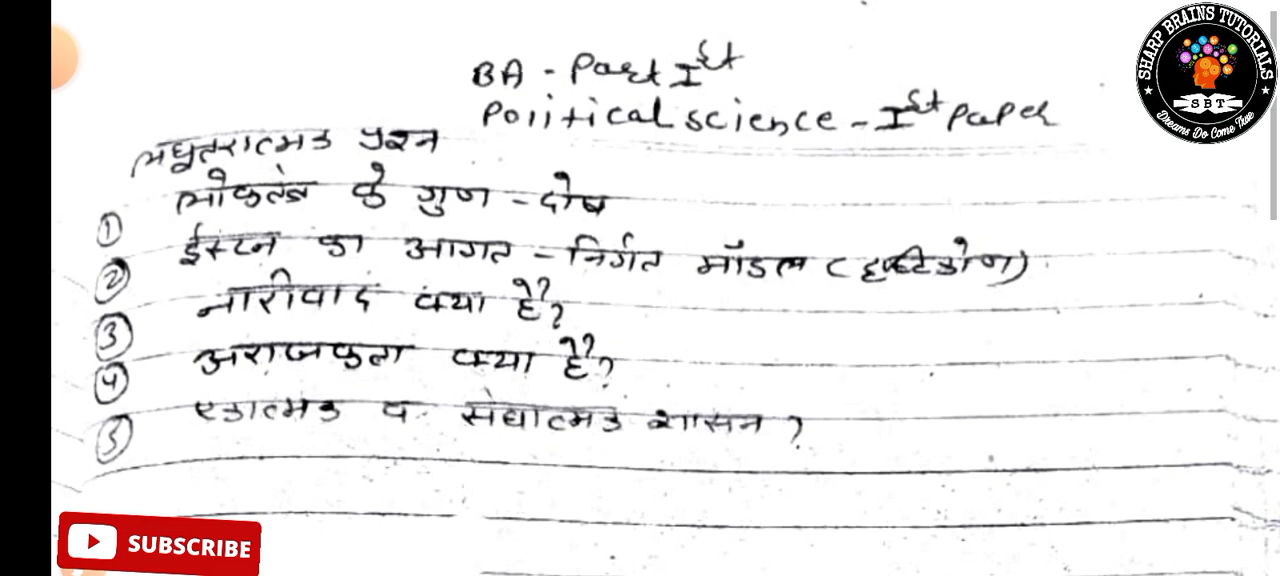 BA - Part Ist
Political science - Ist Paper
लघुत्तरात्मक प्रश्न
① लोकतंत्र के गुण - दोष
② ईस्टन का आगत - निर्गत मॉडल (दृष्टिकोण)
③ नारीवाद क्या है?
④ अराजकता क्या है?
⑤ एकात्मक व संघात्मक शासन ?
SHARP BRAINS TUTORIALS
SBT
Dreams Do Come True
SUBSCRIBE